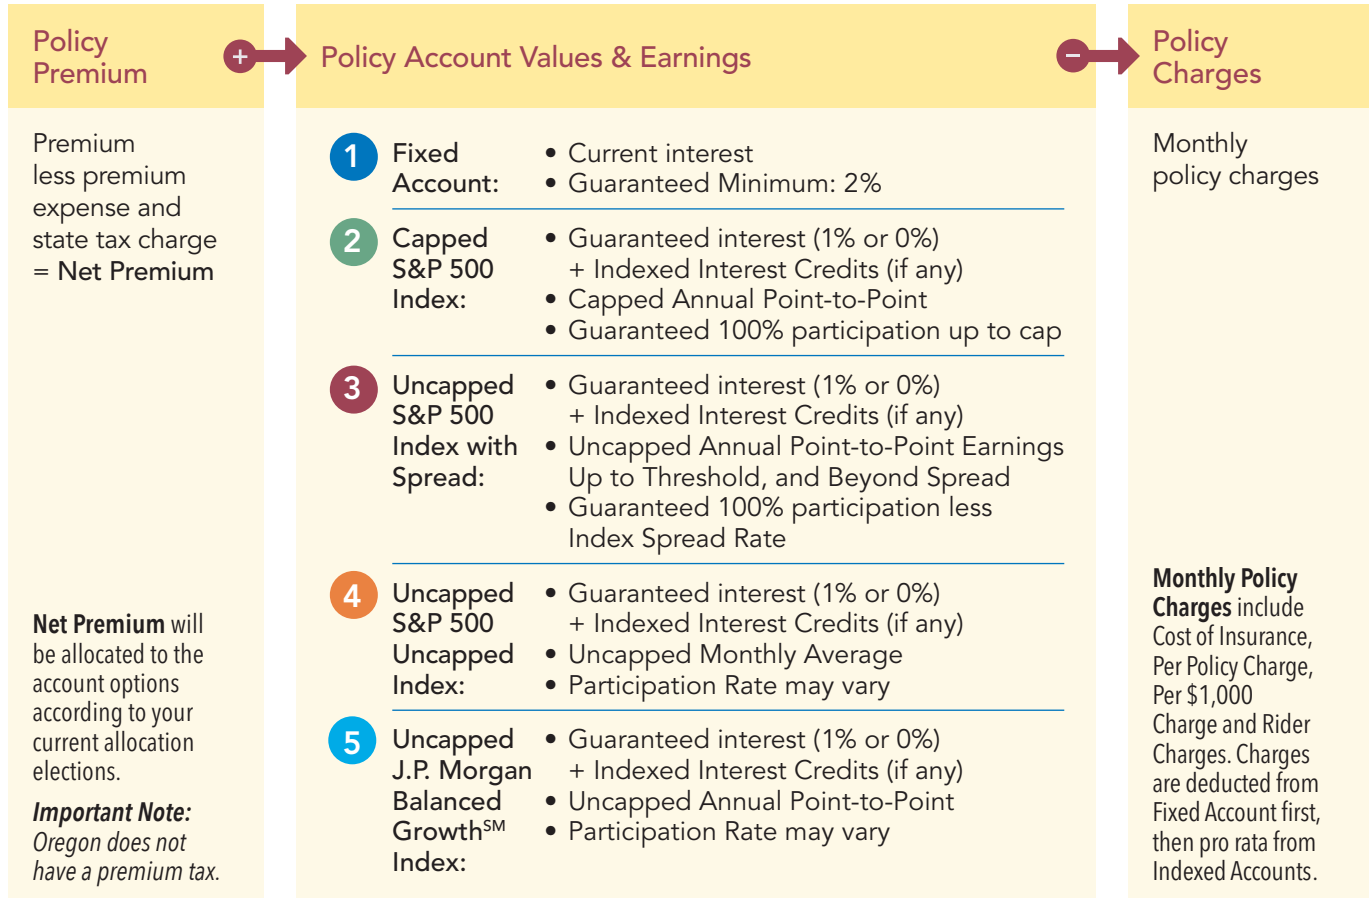 Policy
Premium
+
Policy Account Values & Earnings
−
Policy
Charges
Premium
less premium
expense and
state tax charge
= Net Premium
Net Premium will
be allocated to the
account options
according to your
current allocation
elections.
Important Note:
Oregon does not
have a premium tax.
1
Fixed
Account:
• Current interest
• Guaranteed Minimum: 2%
2
Capped
S&P 500
Index:
• Guaranteed interest (1% or 0%)
+ Indexed Interest Credits (if any)
• Capped Annual Point-to-Point
• Guaranteed 100% participation up to cap
3
Uncapped
S&P 500
Index with
Spread:
• Guaranteed interest (1% or 0%)
+ Indexed Interest Credits (if any)
• Uncapped Annual Point-to-Point Earnings
Up to Threshold, and Beyond Spread
• Guaranteed 100% participation less
Index Spread Rate
4
Uncapped
S&P 500
Uncapped
Index:
• Guaranteed interest (1% or 0%)
+ Indexed Interest Credits (if any)
• Uncapped Monthly Average
• Participation Rate may vary
5
Uncapped
J.P. Morgan
Balanced
Growth℠
Index:
• Guaranteed interest (1% or 0%)
+ Indexed Interest Credits (if any)
• Uncapped Annual Point-to-Point
• Participation Rate may vary
Monthly
policy charges
Monthly Policy
Charges include
Cost of Insurance,
Per Policy Charge,
Per $1,000
Charge and Rider
Charges. Charges
are deducted from
Fixed Account first,
then pro rata from
Indexed Accounts.